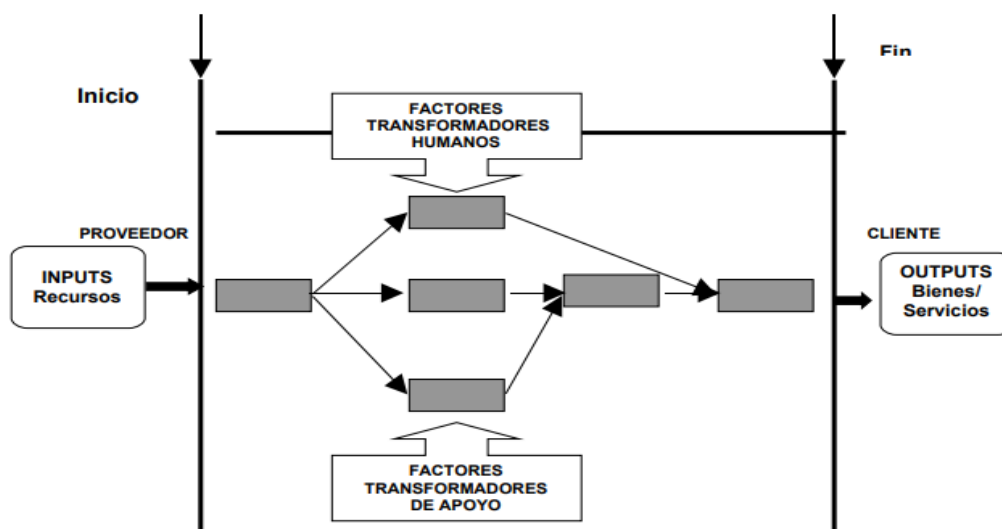 Fin
Inicio
FACTORES
TRANSFORMADORES
HUMANOS
PROVEEDOR
CLIENTE
INPUTS
Recursos
OUTPUTS
Bienes/
Servicios
FACTORES
TRANSFORMADORES
DE APOYO